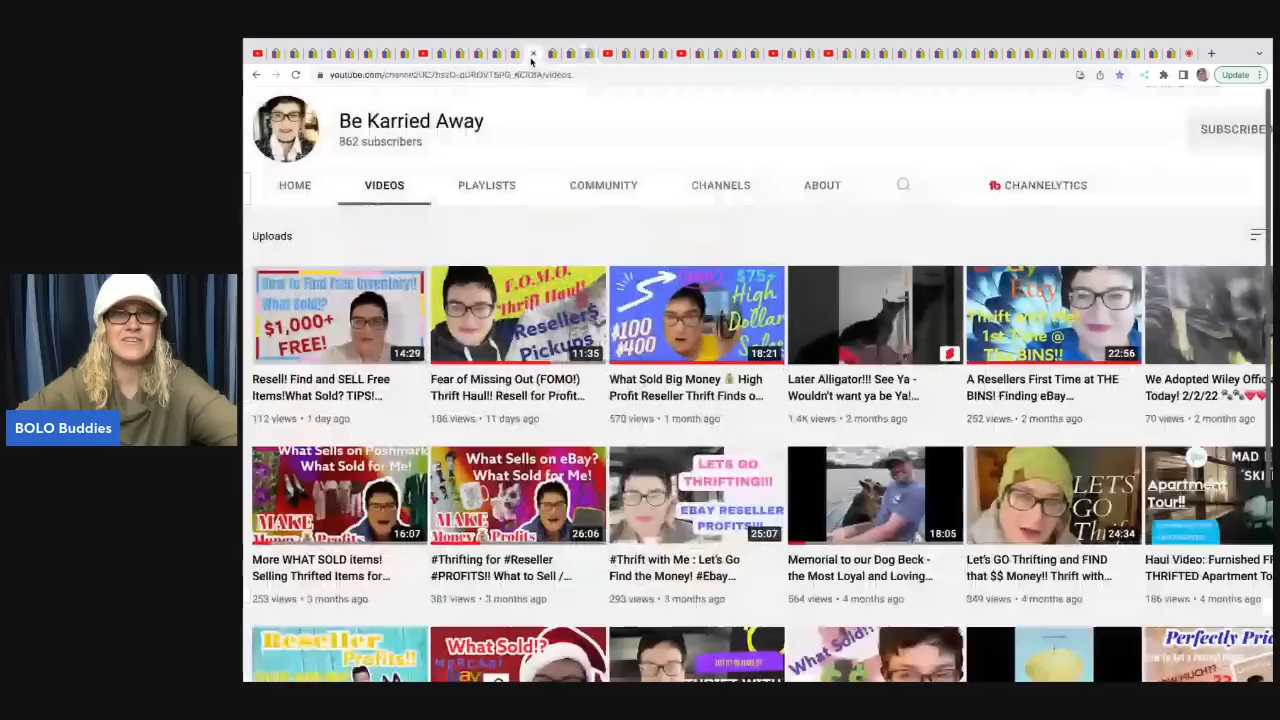 Update
Be Karried Away
862 subscribers
SUBSCRIBED
HOME
VIDEOS
PLAYLISTS
COMMUNITY
CHANNELS
ABOUT
CHANNELYTICS
Uploads
How to Find Free Inventory!!
What Sold?
$1,000+
FREE!
14:29
F.O.M.O.
Thrift Haul!
Resellers
Pickups
11:35
$75+
High
Dollar
$100
$400
18:21
Etsy
Thrift with Me!
1st Time @
The BINS!!
22:56
Resell! Find and SELL Free
Items!What Sold? TIPS!...
112 views • 1 day ago
Fear of Missing Out (FOMO!)
Thrift Haul!! Resell for Profit...
186 views • 11 days ago
What Sold Big Money 💰 High
Profit Reseller Thrift Finds o...
570 views • 1 month ago
Later Alligator!!! See Ya -
Wouldn't want ya be Ya!...
1.4K views • 2 months ago
A Resellers First Time at THE
BINS! Finding eBay...
252 views • 2 months ago
We Adopted Wiley Offic
Today! 2/2/22 🐾🐾❤️❤️
70 views • 2 months ago
BOLO Buddies
What Sells on Poshmark
What Sold for Me!
MAKE
16:07
What Sells on eBay?
What Sold for Me!
MAKE
26:06
LETS GO
THRIFTING!!!
EBAY RESELLER
PROFITS!!!
25:07
18:05
LETS
GO
24:34
MAD
SKI
Apartment
Tour!!
More WHAT SOLD items!
Selling Thrifted Items for...
253 views • 3 months ago
#Thrifting for #Reseller
#PROFITS!! What to Sell /...
381 views • 3 months ago
#Thrift with Me : Let's Go
Find the Money! #Ebay...
293 views • 3 months ago
Memorial to our Dog Beck -
the Most Loyal and Loving...
564 views • 4 months ago
Let's GO Thrifting and FIND
that $$ Money!! Thrift with...
349 views • 4 months ago
Haul Video: Furnished FR
THRIFTED Apartment To
186 views • 4 months ago
Reseller
Profits!!
What Sold!?
What Sold!!
$$
Perfectly Pric